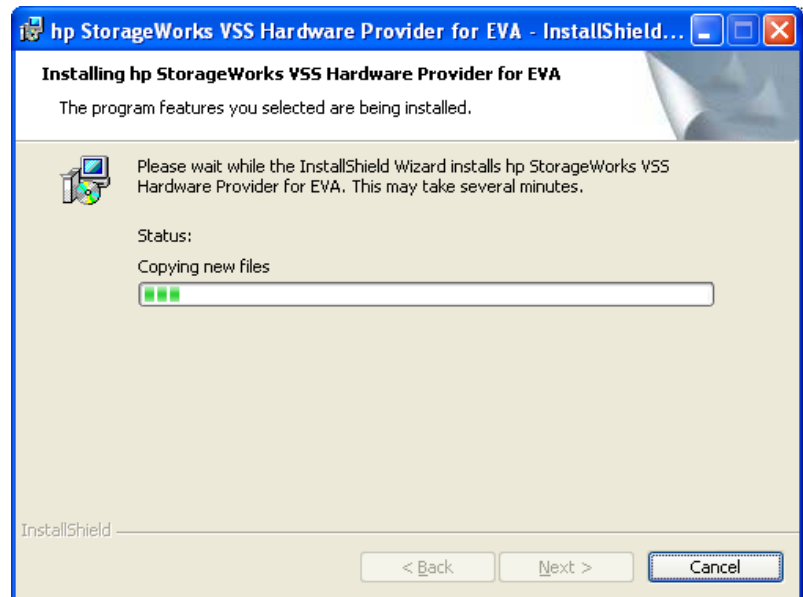 hp StorageWorks VSS Hardware Provider for EVA - InstallShield...
Installing hp StorageWorks VSS Hardware Provider for EVA
The program features you selected are being installed.
Please wait while the InstallShield Wizard installs hp StorageWorks VSS
Hardware Provider for EVA. This may take several minutes.
Status:
Copying new files
InstallShield
< Back
Next >
Cancel